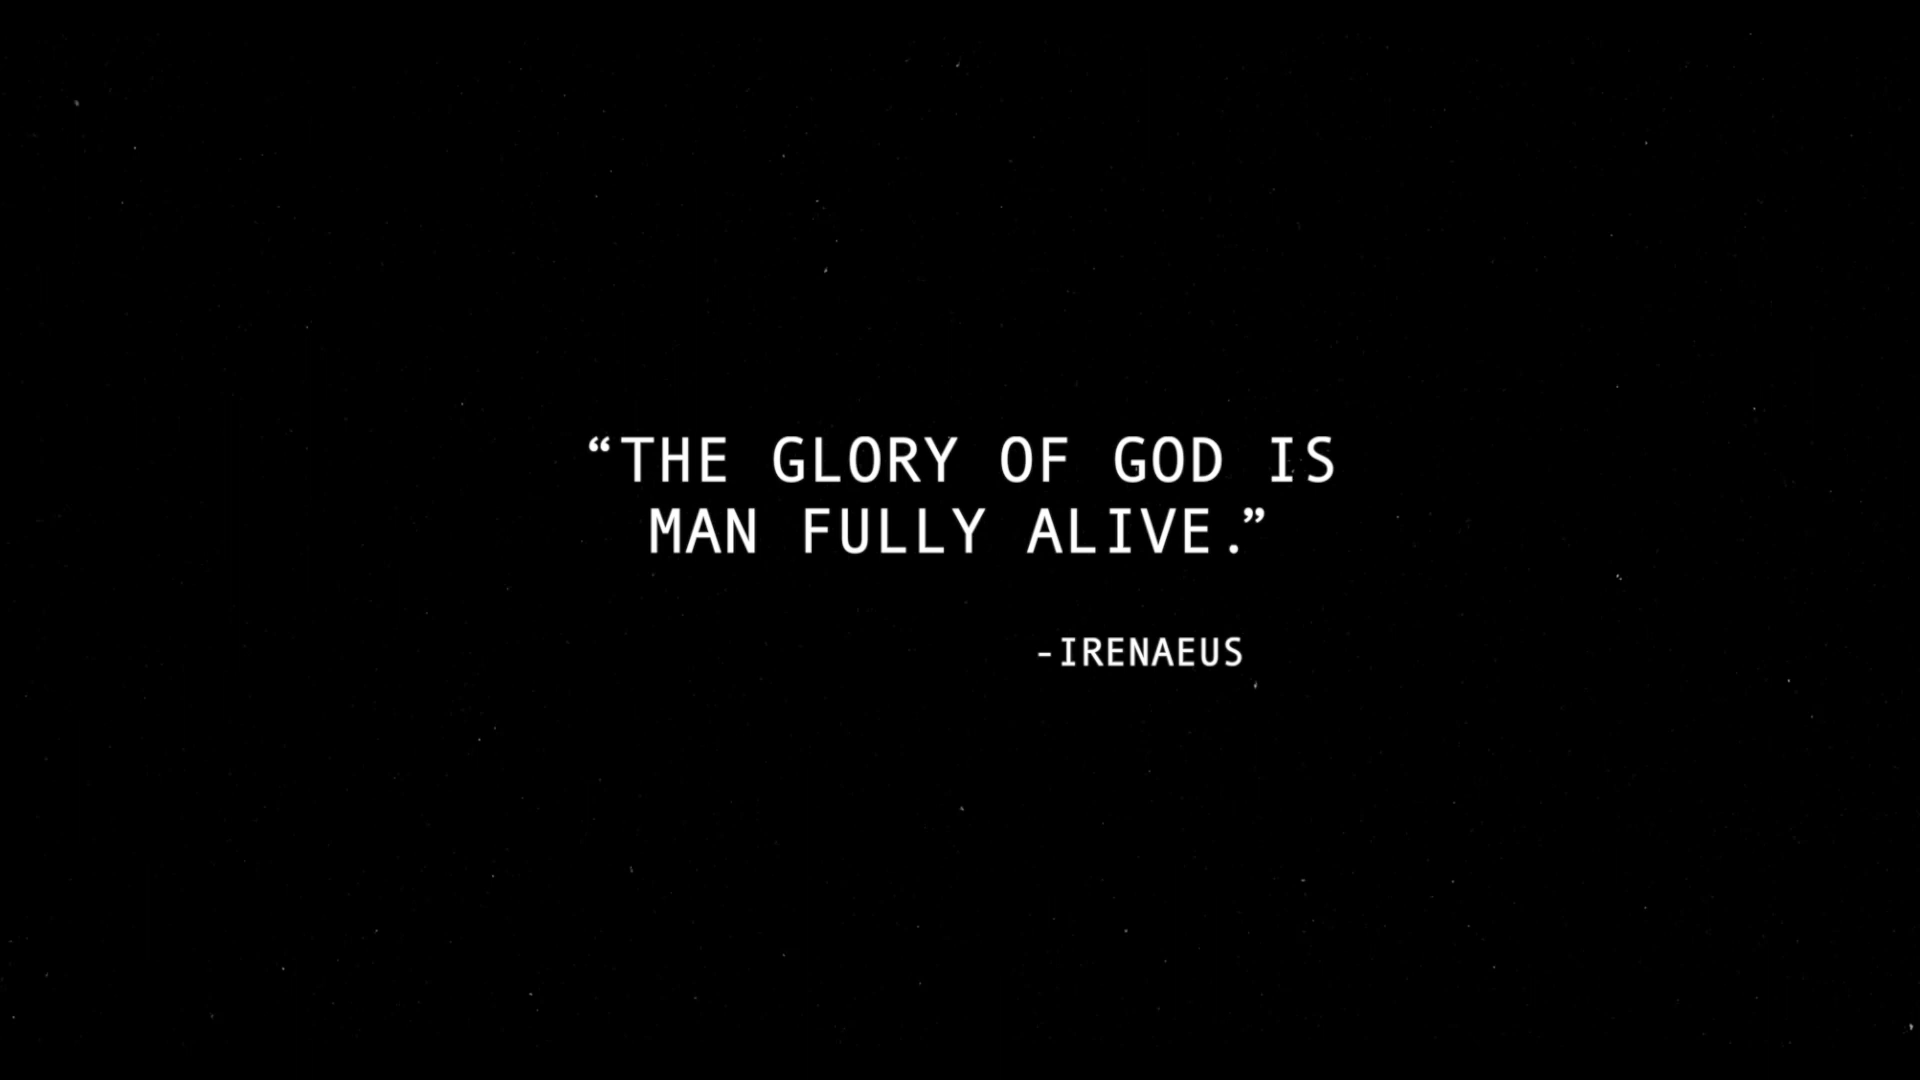 “THE GLORY OF GOD IS
MAN FULLY ALIVE.”
-IRENAEUS